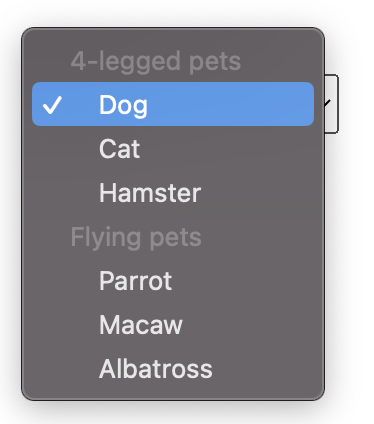 4-legged pets
Dog
Cat
Hamster
Flying pets
Parrot
Macaw
Albatross